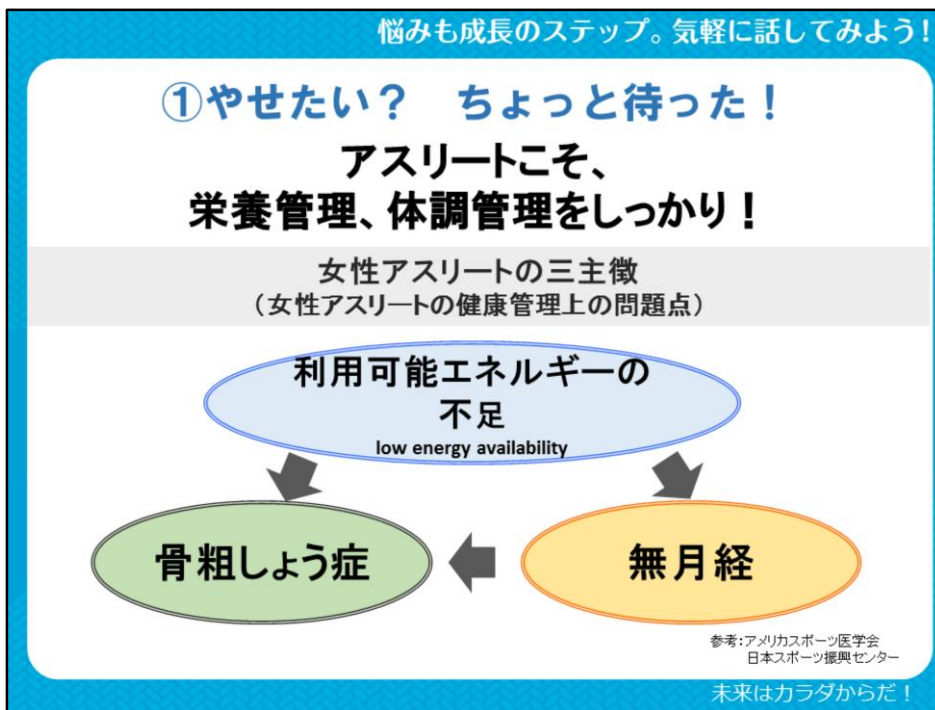 悩みも成長のステップ。気軽に話してみよう!
①やせたい？　ちょっと待った！
アスリートこそ、
栄養管理、体調管理をしっかり！
女性アスリートの三主徴
（女性アスリートの健康管理上の問題点）
利用可能エネルギーの
不足
low energy availability
骨粗しょう症
無月経
参考：アメリカスポーツ医学会
日本スポーツ振興センター
未来はカラダからだ！